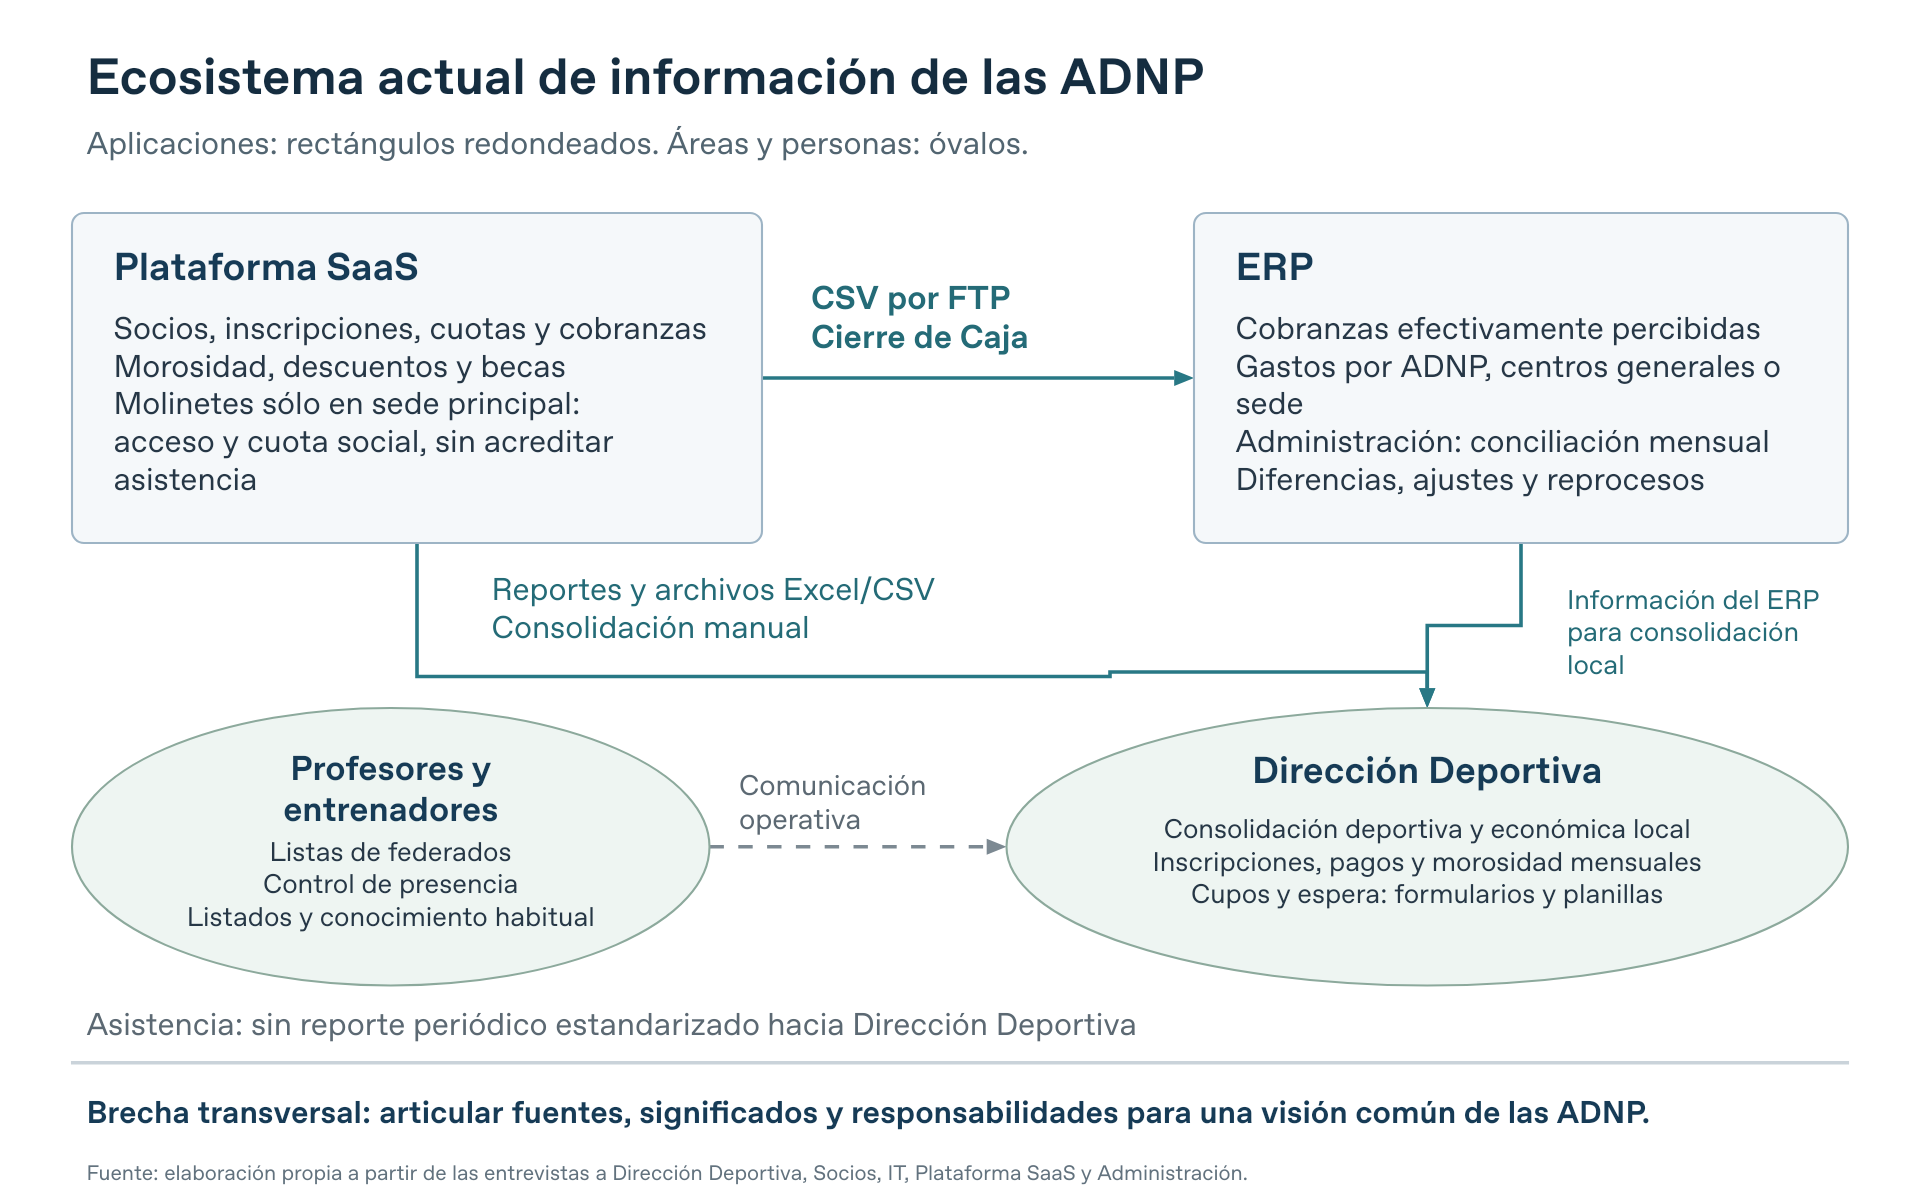 Ecosistema actual de información de las ADNP
Aplicaciones: rectángulos redondeados. Áreas y personas: óvalos.
Plataforma SaaS
Socios, inscripciones, cuotas y cobranzas
Morosidad, descuentos y becas
Molinetes sólo en sede principal:
acceso y cuota social, sin acreditar
asistencia
CSV por FTP
Cierre de Caja
ERP
Cobranzas efectivamente percibidas
Gastos por ADNP, centros generales o
sede
Administración: conciliación mensual
Diferencias, ajustes y reprocesos
Reportes y archivos Excel/CSV
Consolidación manual
Información del ERP
para consolidación
local
Profesores y
entrenadores
Listas de federados
Control de presencia
Listados y conocimiento habitual
Comunicación
operativa
Dirección Deportiva
Consolidación deportiva y económica local
Inscripciones, pagos y morosidad mensuales
Cupos y espera: formularios y planillas
Asistencia: sin reporte periódico estandarizado hacia Dirección Deportiva
Brecha transversal: articular fuentes, significados y responsabilidades para una visión común de las ADNP.
Fuente: elaboración propia a partir de las entrevistas a Dirección Deportiva, Socios, IT, Plataforma SaaS y Administración.